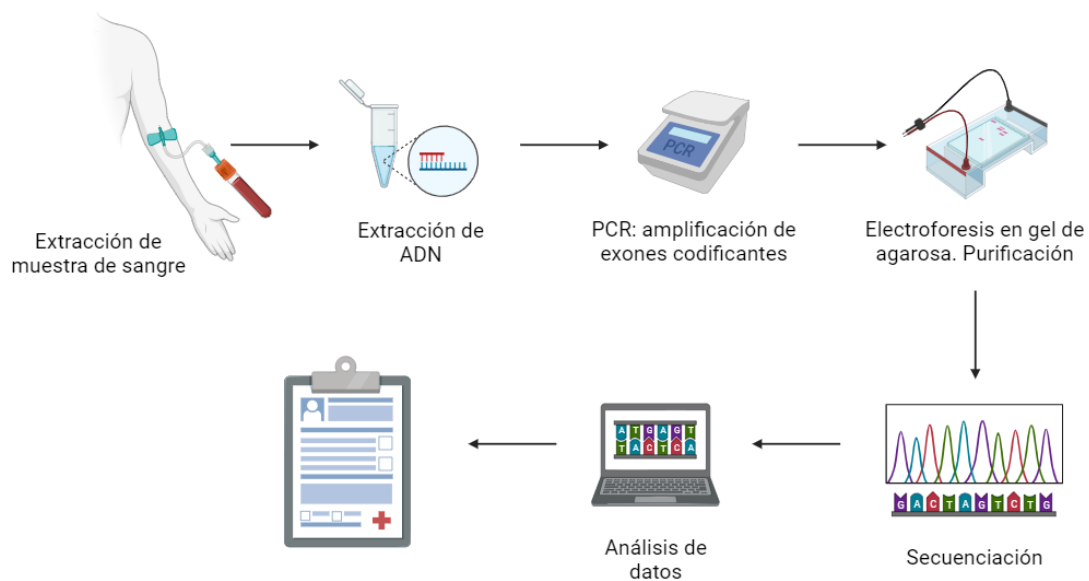 Extracción de
muestra de sangre
Extracción de
ADN
PCR
PCR: amplificación de
exones codificantes
Electroforesis en gel de
agarosa. Purificación
G A C T A G T C T G
Secuenciación
A T G A G T
T A C T C A
Análisis de
datos